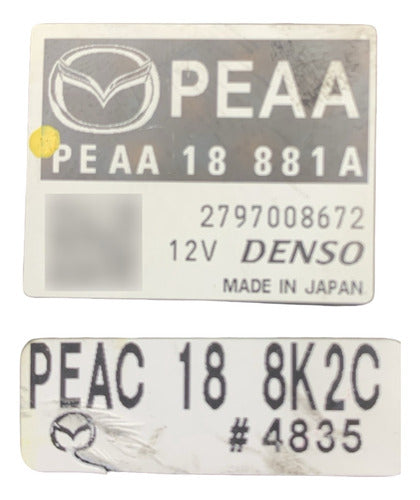 PEAA
PEAA 18 881A
2797008672
12V DENSO
MADE IN JAPAN
PEAC 18 8K2C
#4835